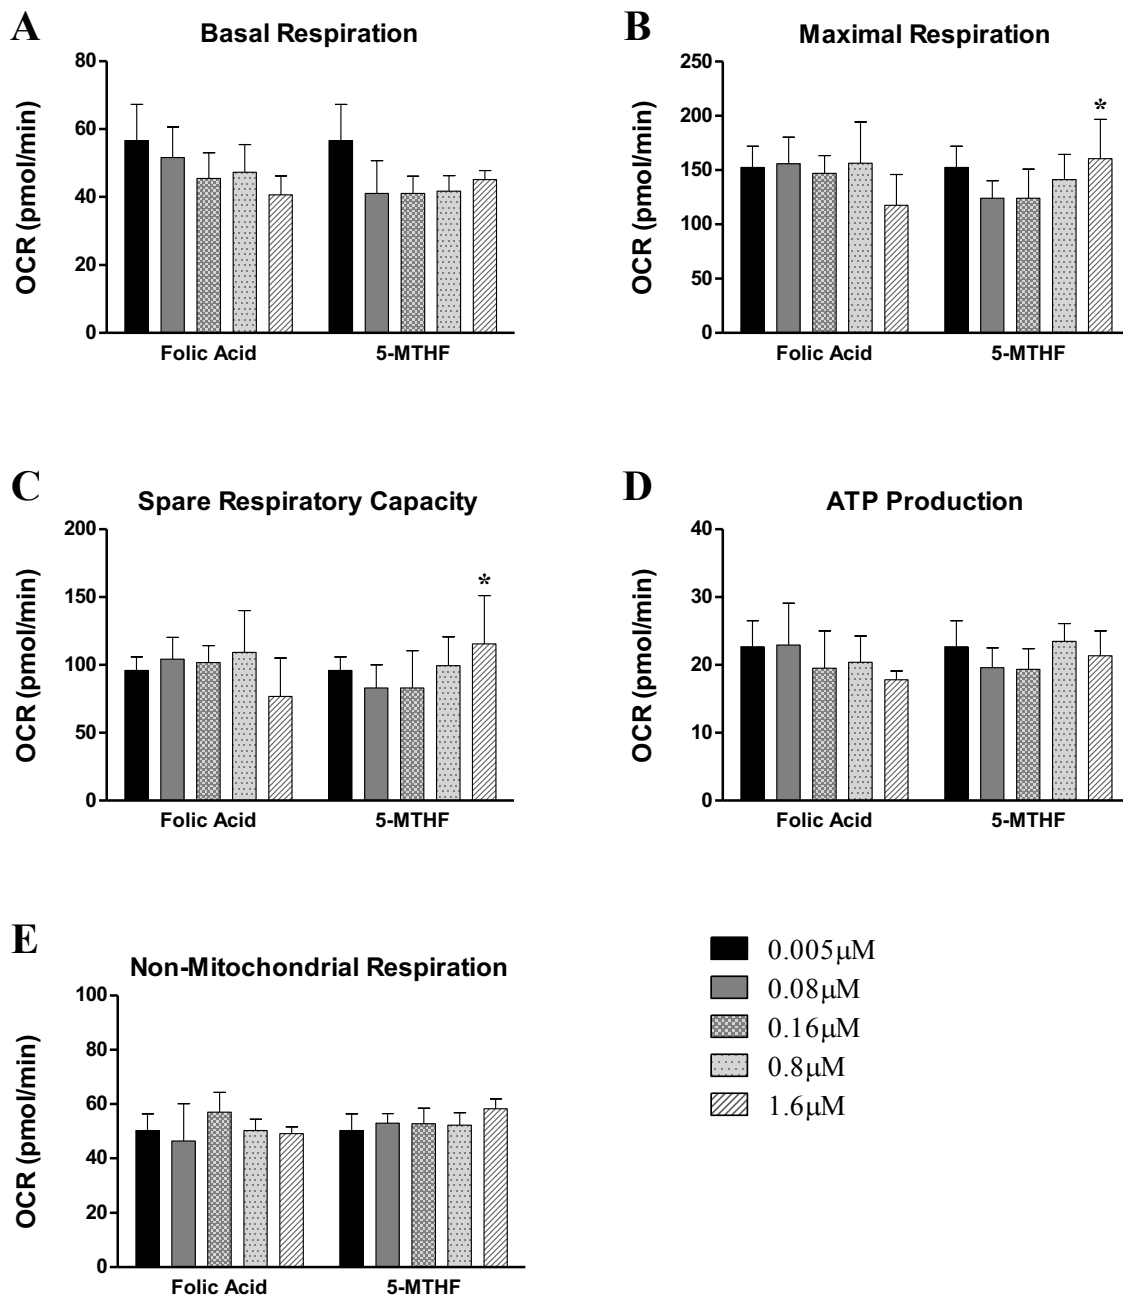 A
Basal Respiration
OCR (pmol/min)
80
60
40
20
0
Folic Acid 5-MTHF
B
Maximal Respiration
OCR (pmol/min)
250
200
150
100
50
0
*
Folic Acid 5-MTHF
C
Spare Respiratory Capacity
OCR (pmol/min)
200
150
100
50
0
*
Folic Acid 5-MTHF
D
ATP Production
OCR (pmol/min)
40
30
20
10
0
Folic Acid 5-MTHF
E
Non-Mitochondrial Respiration
OCR (pmol/min)
100
80
60
40
20
0
Folic Acid 5-MTHF
0.005μM
0.08μM
0.16μM
0.8μM
1.6μM